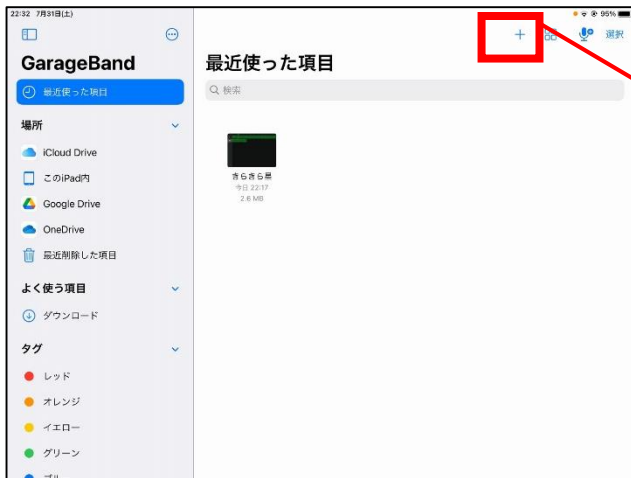 22:32 7月31日(土)
95%
GarageBand
最近使った項目
場所
iCloud Drive
このiPad内
Google Drive
OneDrive
最近削除した項目
よく使う項目
ダウンロード
タグ
レッド
オレンジ
イエロー
グリーン
ブルー
選択
最近使った項目
検索
きらきら星
今日 22:17
2.6 MB